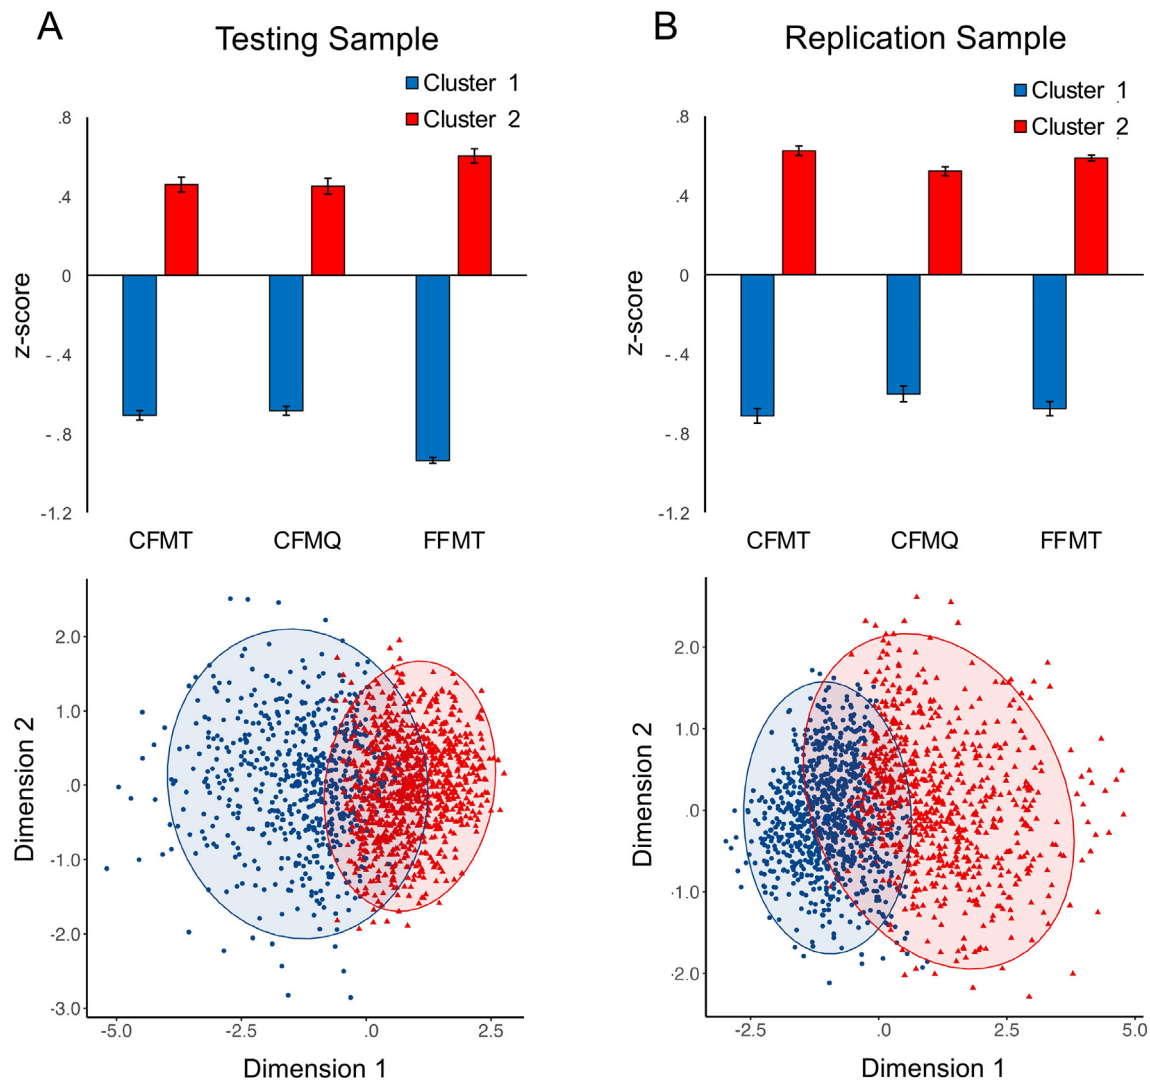 A
Testing Sample
Cluster 1
Cluster 2
.8
.4
0
- .4
- .8
-1.2
z-score
CFMT CFMQ FFMT
2.0
1.0
.0
-1.0
-2.0
-3.0
Dimension 2
-5.0 -2.5 .0 2.5
Dimension 1
B
Replication Sample
Cluster 1
Cluster 2
.8
.4
0
- .4
- .8
-1.2
z-score
CFMT CFMQ FFMT
2.0
1.0
.0
-1.0
-2.0
Dimension 2
-2.5 .0 2.5 5.0
Dimension 1